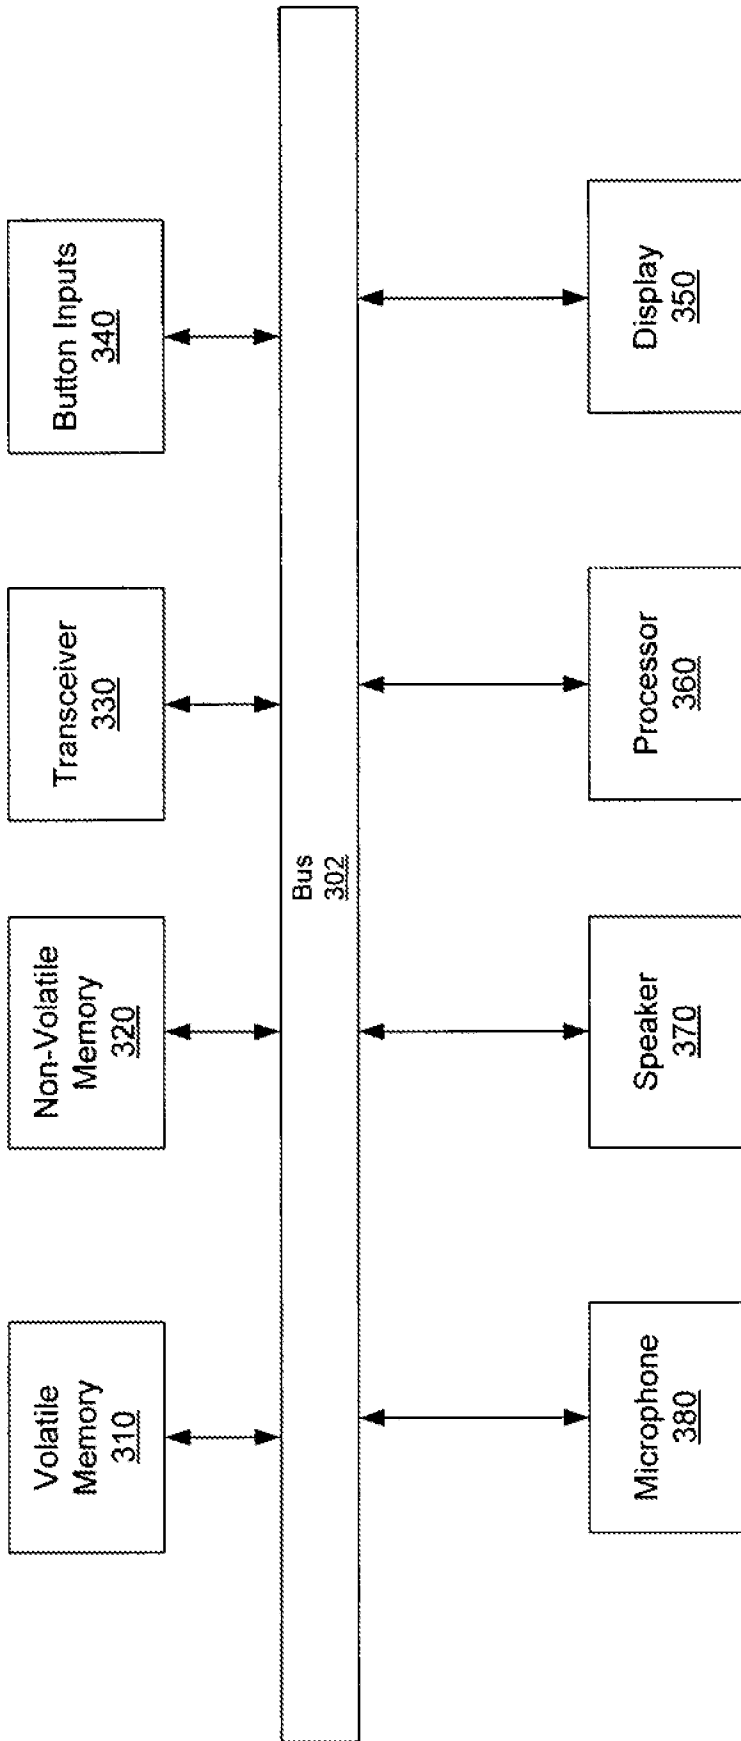 Volatile
Memory
310
Non-Volatile
Memory
320
Transceiver
330
Button Inputs
340
Bus
302
Microphone
380
Speaker
370
Processor
360
Display
350